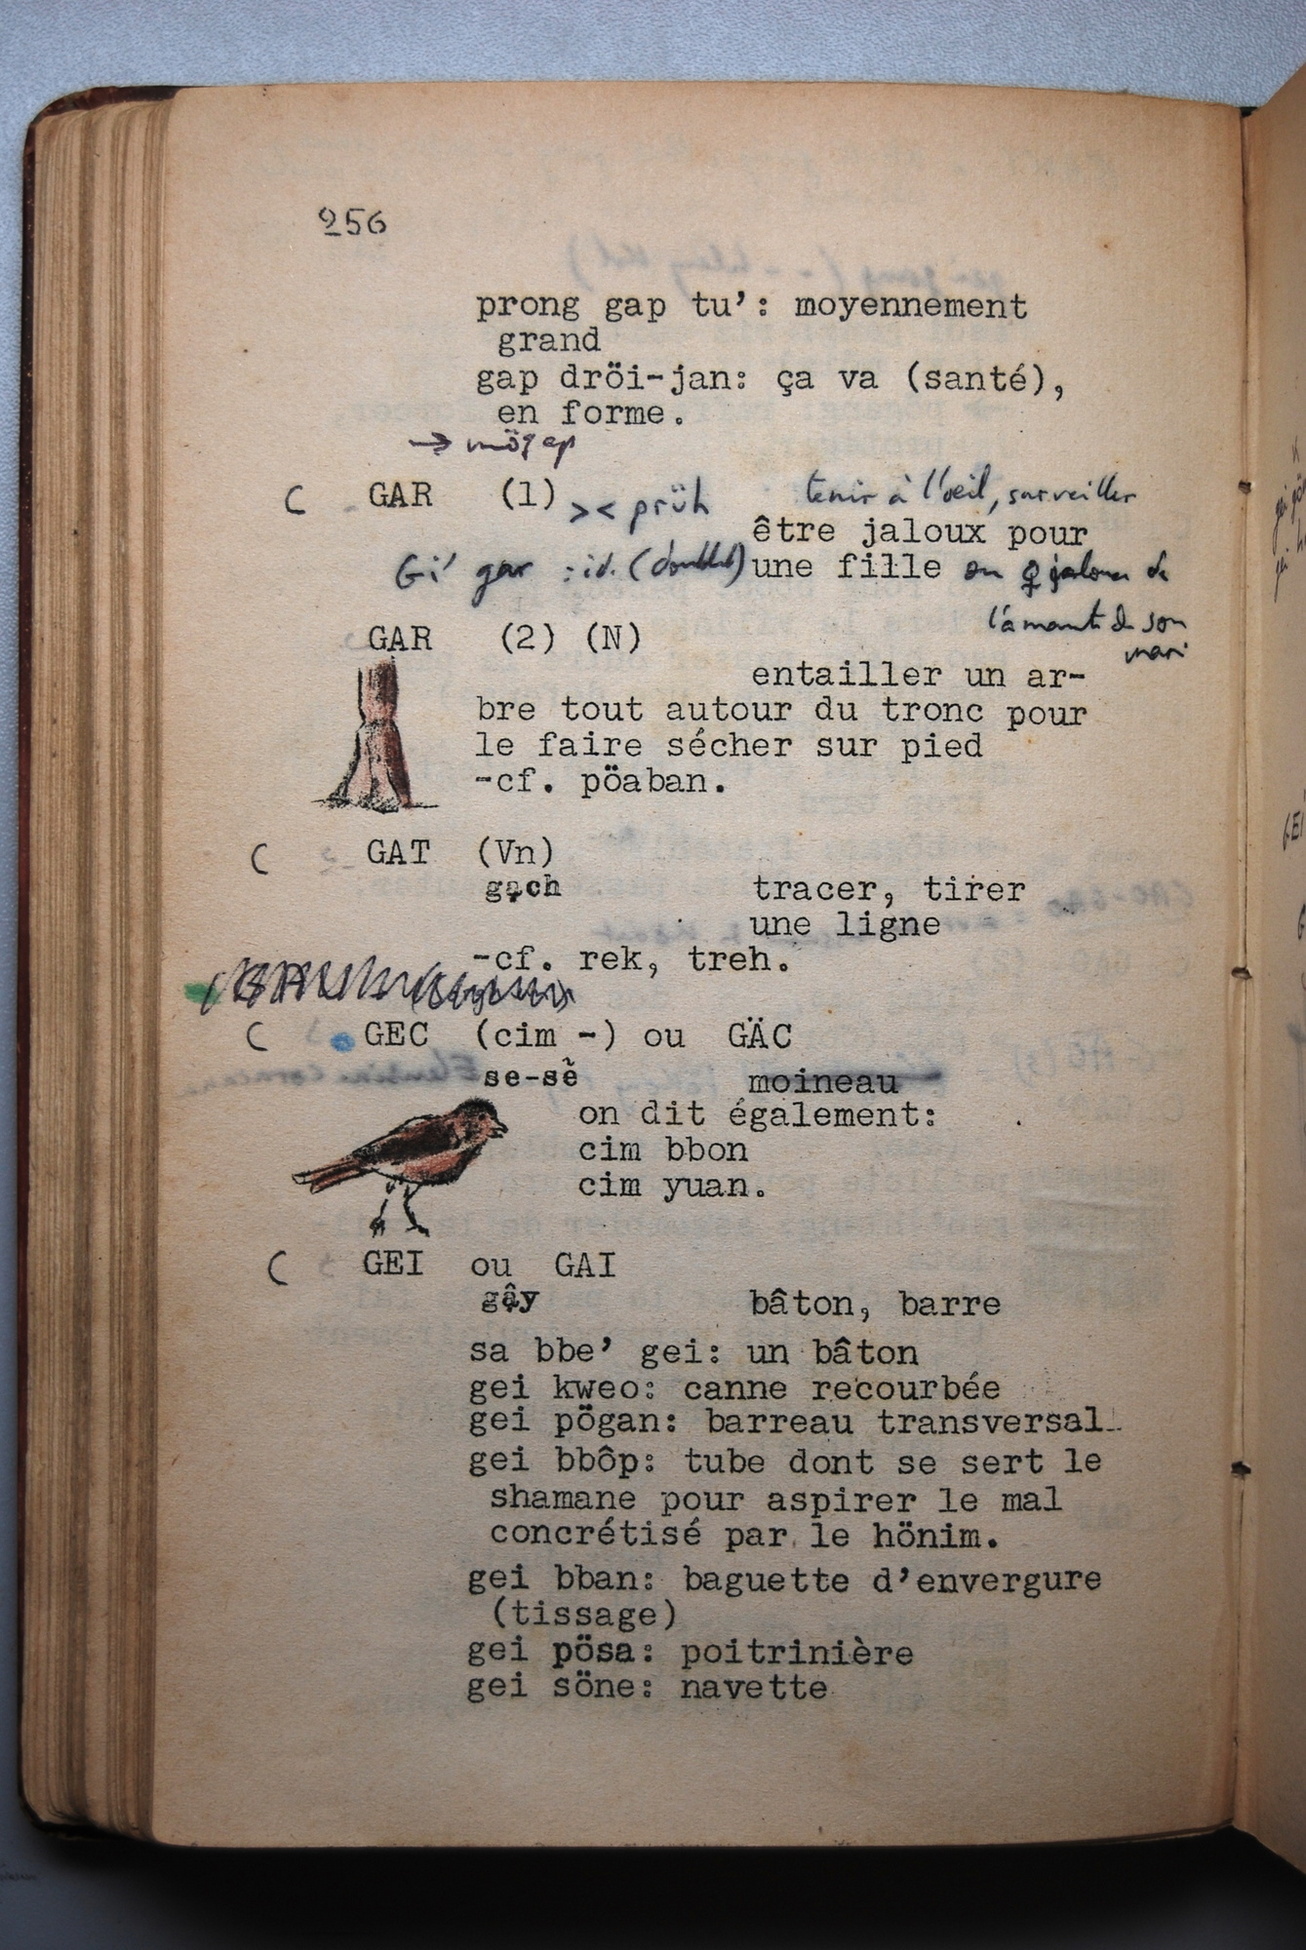 256
prong gap tu’: moyennement
grand
gap dröi-jan: ça va (santé),
en forme.
→ mögap
C GAR (1) >< prüh tenir à l'oeil, surveiller
être jaloux pour
Gi' gar : id. (doublet) une fille ou ♀ jalouse de
l'amante de son
mari
GAR (2) (N)
entailler un ar-
bre tout autour du tronc pour
le faire sécher sur pied
-cf. pöaban.
C GAT (Vn)
gạch tracer, tirer
une ligne
-cf. rek, treh.
C GEC (cim -) ou GÄC
se-sẻ moineau
on dit également:
cim bbon
cim yuan.
C GEI ou GAI
gậy bâton, barre
sa bbe’ gei: un bâton
gei kweo: canne recourbée
gei pögan: barreau transversal
gei bbôp: tube dont se sert le
shamane pour aspirer le mal
concrétisé par le hönim.
gei bban: baguette d’envergure
(tissage)
gei pösa: poitrinière
gei söne: navette